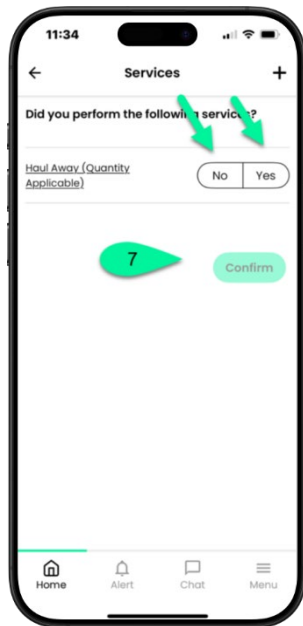 11:34
Services
Did you perform the following services?
Haul Away (Quantity
Applicable)
No Yes
7
Confirm
Home Alert Chat Menu